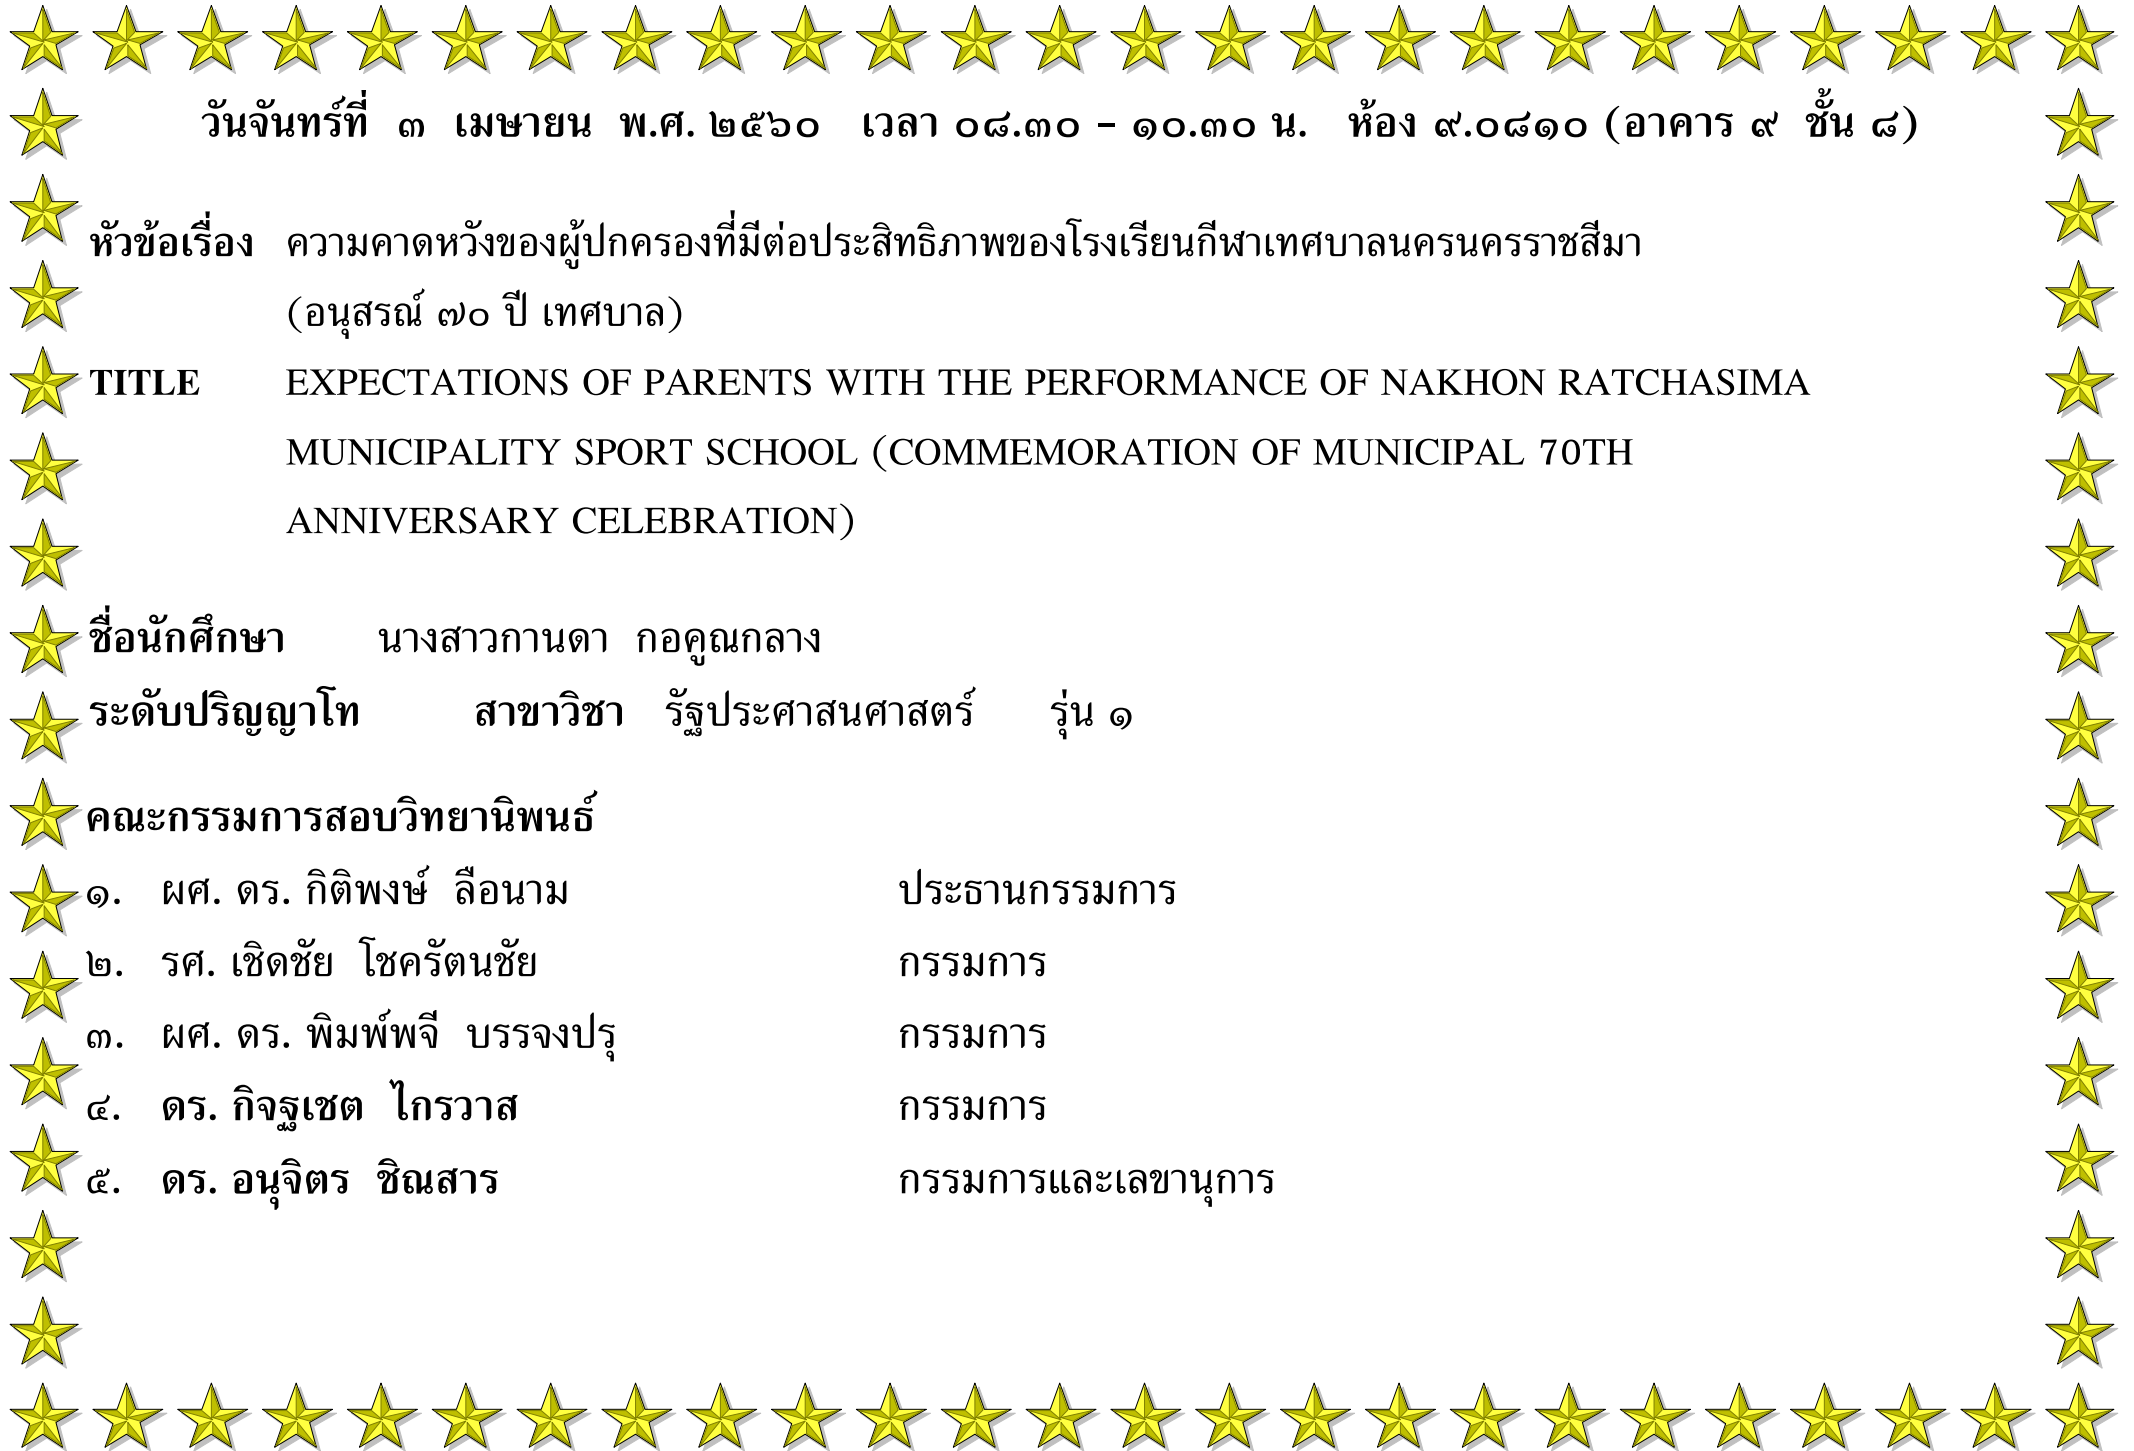 วันจันทร์ที่ ๓ เมษายน พ.ศ. ๒๕๖๐ เวลา ๐๘.๓๐ – ๑๐.๓๐ น. ห้อง ๙.๐๘๑๐ (อาคาร ๙ ชั้น ๘)
หัวข้อเรื่อง ความคาดหวังของผู้ปกครองที่มีต่อประสิทธิภาพของโรงเรียนกีฬาเทศบาลนครนครราชสีมา
(อนุสรณ์ ๗๐ ปี เทศบาล)
TITLE EXPECTATIONS OF PARENTS WITH THE PERFORMANCE OF NAKHON RATCHASIMA
MUNICIPALITY SPORT SCHOOL (COMMEMORATION OF MUNICIPAL 70TH
ANNIVERSARY CELEBRATION)
ชื่อนักศึกษา นางสาวกานดา กอคูณกลาง
ระดับปริญญาโท สาขาวิชา รัฐประศาสนศาสตร์ รุ่น ๑
คณะกรรมการสอบวิทยานิพนธ์
๑. ผศ. ดร. กิติพงษ์ ลือนาม ประธานกรรมการ
๒. รศ. เชิดชัย โชครัตนชัย กรรมการ
๓. ผศ. ดร. พิมพ์พจี บรรจงปรุ กรรมการ
๔. ดร. กิจฐเชต ไกรวาส กรรมการ
๕. ดร. อนุจิตร ชิณสาร กรรมการและเลขานุการ